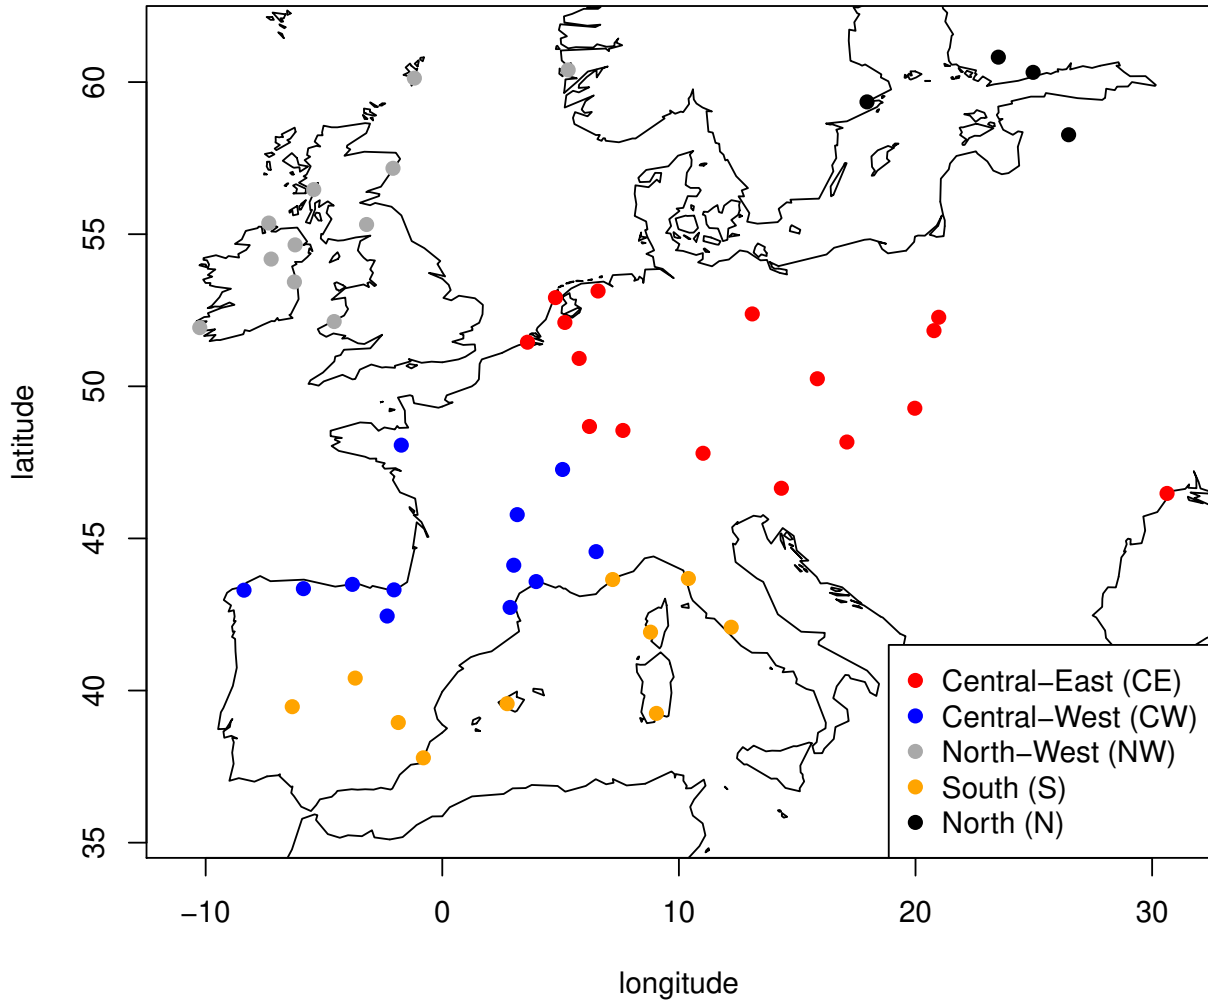 60
55
50
45
40
35
latitude
−10
0
10
20
30
longitude
Central−East (CE)
Central−West (CW)
North−West (NW)
South (S)
North (N)